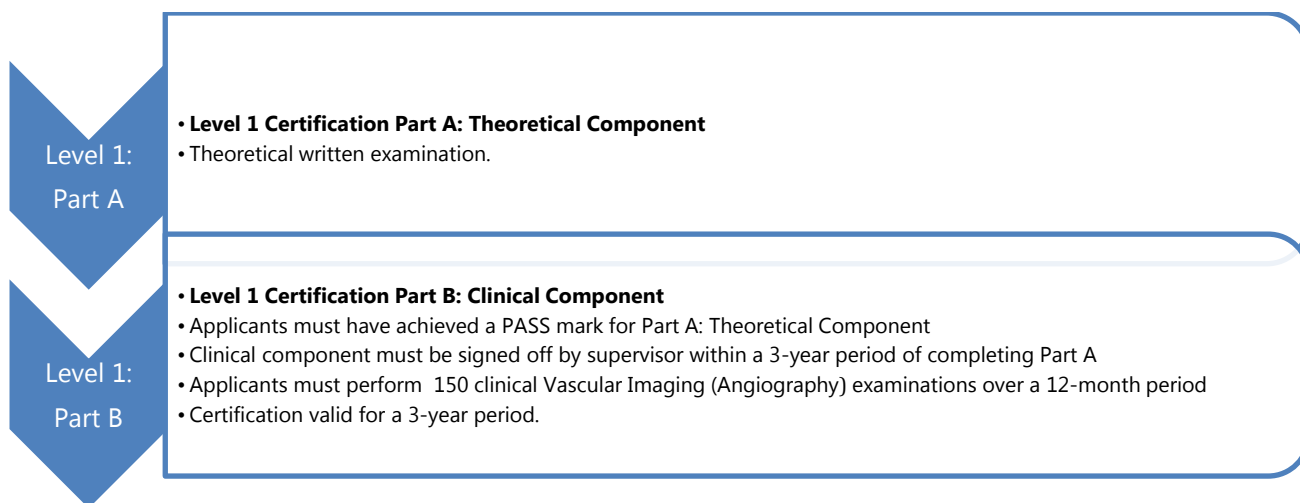 Level 1:
Part A
• Level 1 Certification Part A: Theoretical Component
• Theoretical written examination.
Level 1:
Part B
• Level 1 Certification Part B: Clinical Component
• Applicants must have achieved a PASS mark for Part A: Theoretical Component
• Clinical component must be signed off by supervisor within a 3-year period of completing Part A
• Applicants must perform  150 clinical Vascular Imaging (Angiography) examinations over a 12-month period
• Certification valid for a 3-year period.